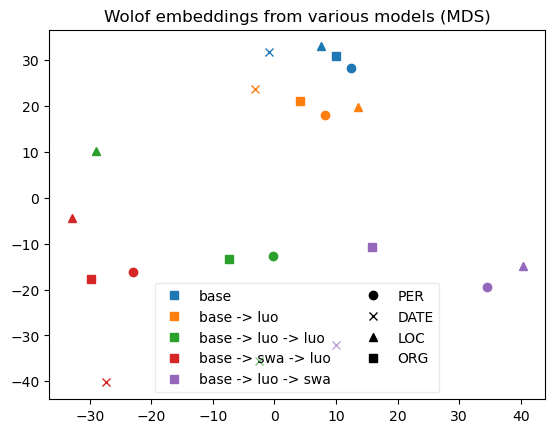 Wolof embeddings from various models (MDS)
30
20
10
0
−10
−20
−30
−40
base
base -> luo
base -> luo -> luo
base -> swa -> luo
base -> luo -> swa
PER
DATE
LOC
ORG
−30 −20 −10 0 10 20 30 40